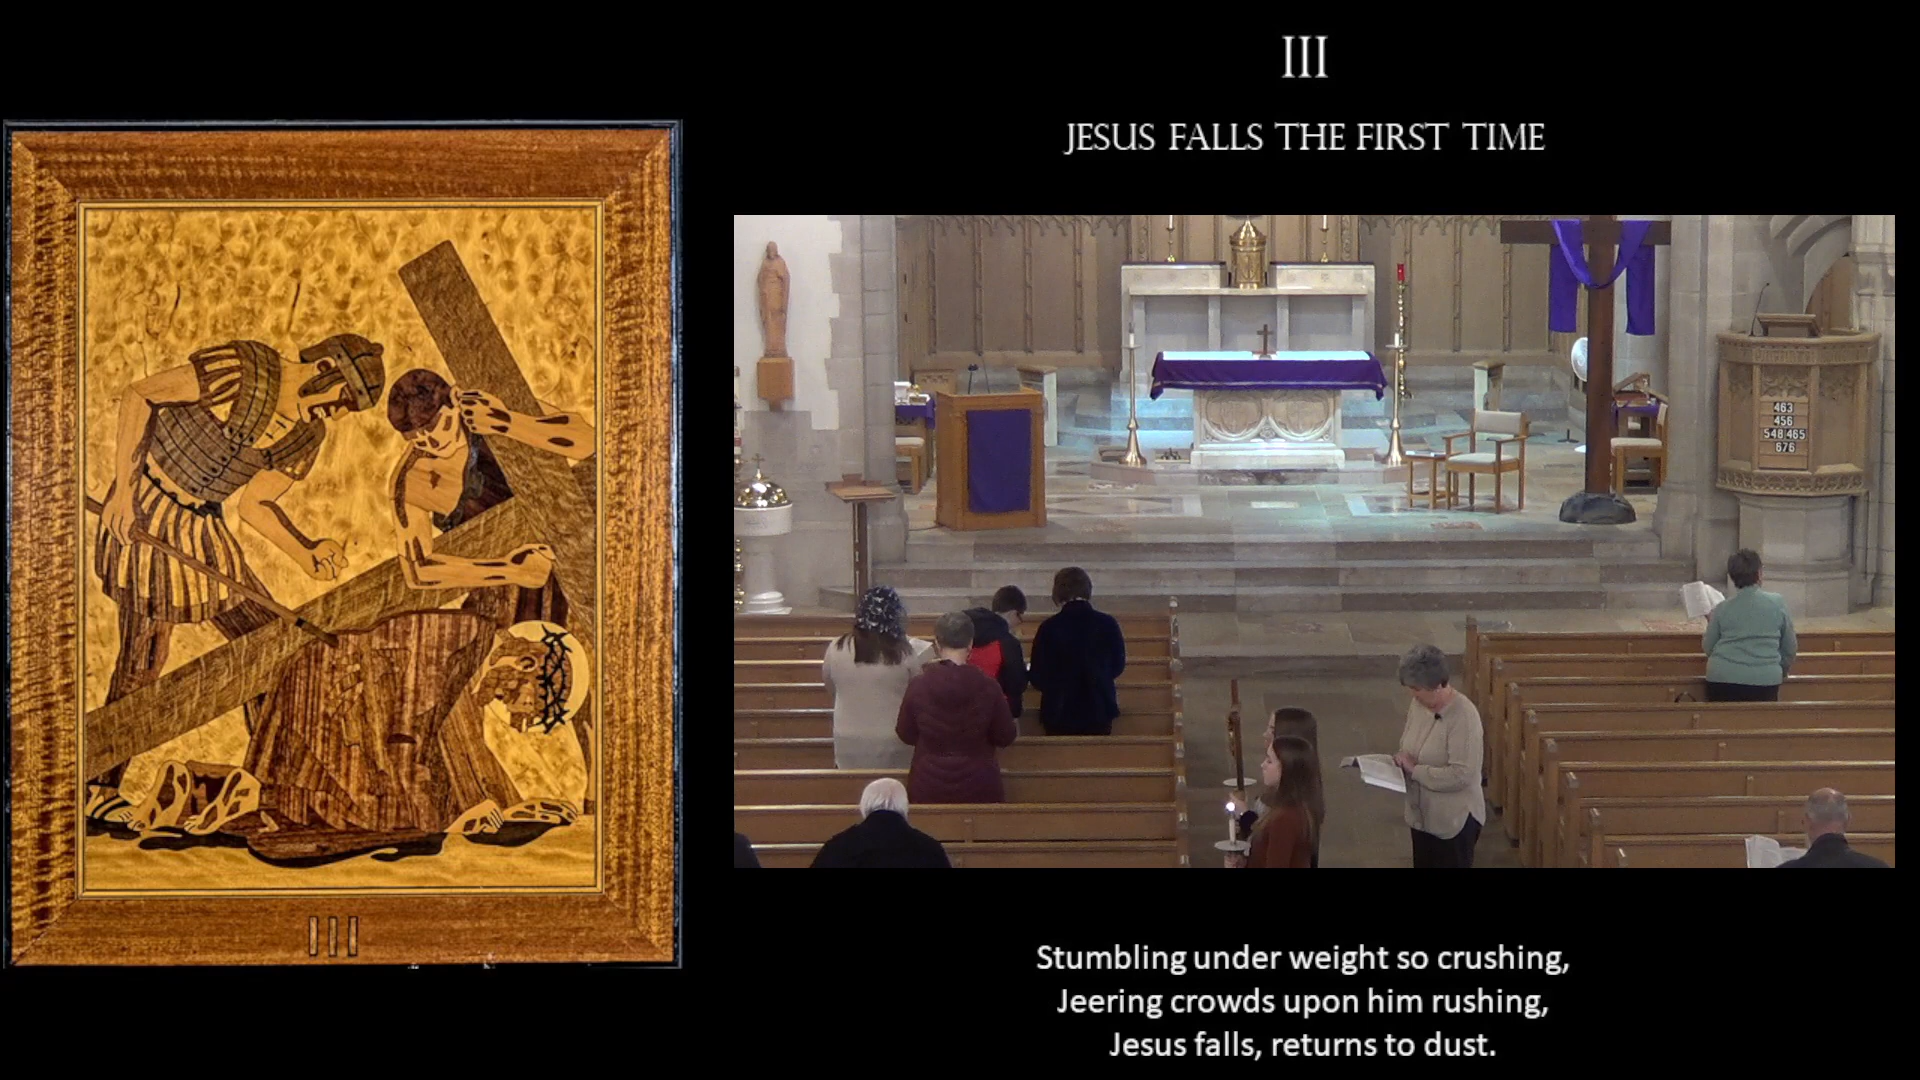 III
JESUS FALLS THE FIRST TIME
463
456
548 465
676
III
Stumbling under weight so crushing,
Jeering crowds upon him rushing,
Jesus falls, returns to dust.